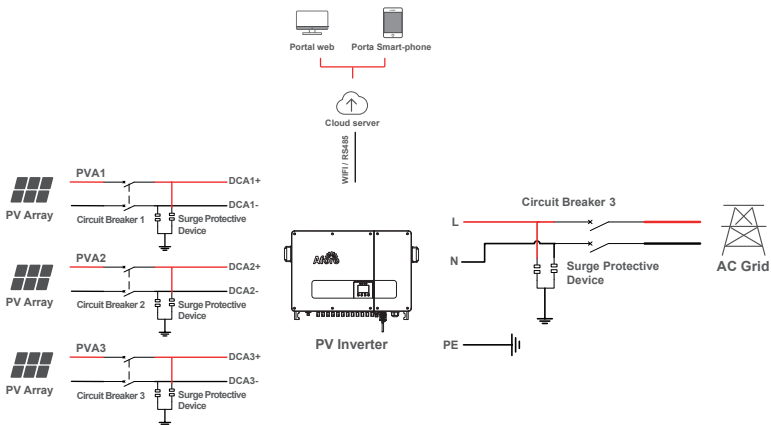 Portal web
Porta Smart-phone
Cloud server
WIFI / RS485
PVA1
DCA1+
DCA1-
PV Array
Circuit Breaker 1
Surge Protective
Device
PVA2
DCA2+
DCA2-
PV Array
Circuit Breaker 2
Surge Protective
Device
PVA3
DCA3+
DCA3-
PV Array
Circuit Breaker 3
Surge Protective
Device
Afore
PV Inverter
Circuit Breaker 3
L
N
Surge Protective
Device
AC Grid
PE